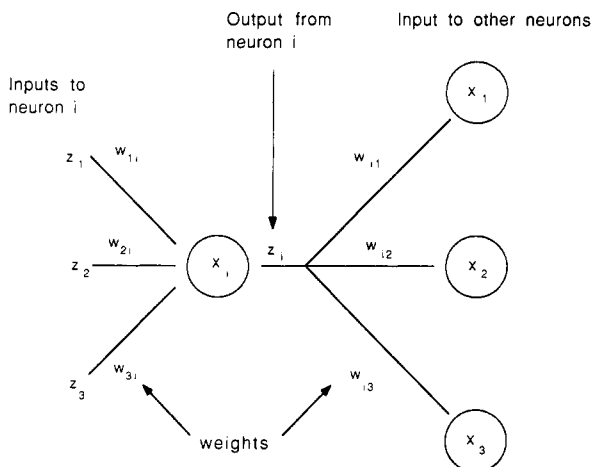 Output from
neuron i
Input to other neurons
Inputs to
neuron i
x 1
z 1
w 1i
w i1
z 2
w 2i
x i
z i
w i2
x 2
z 3
w 3i
w i3
weights
x 3